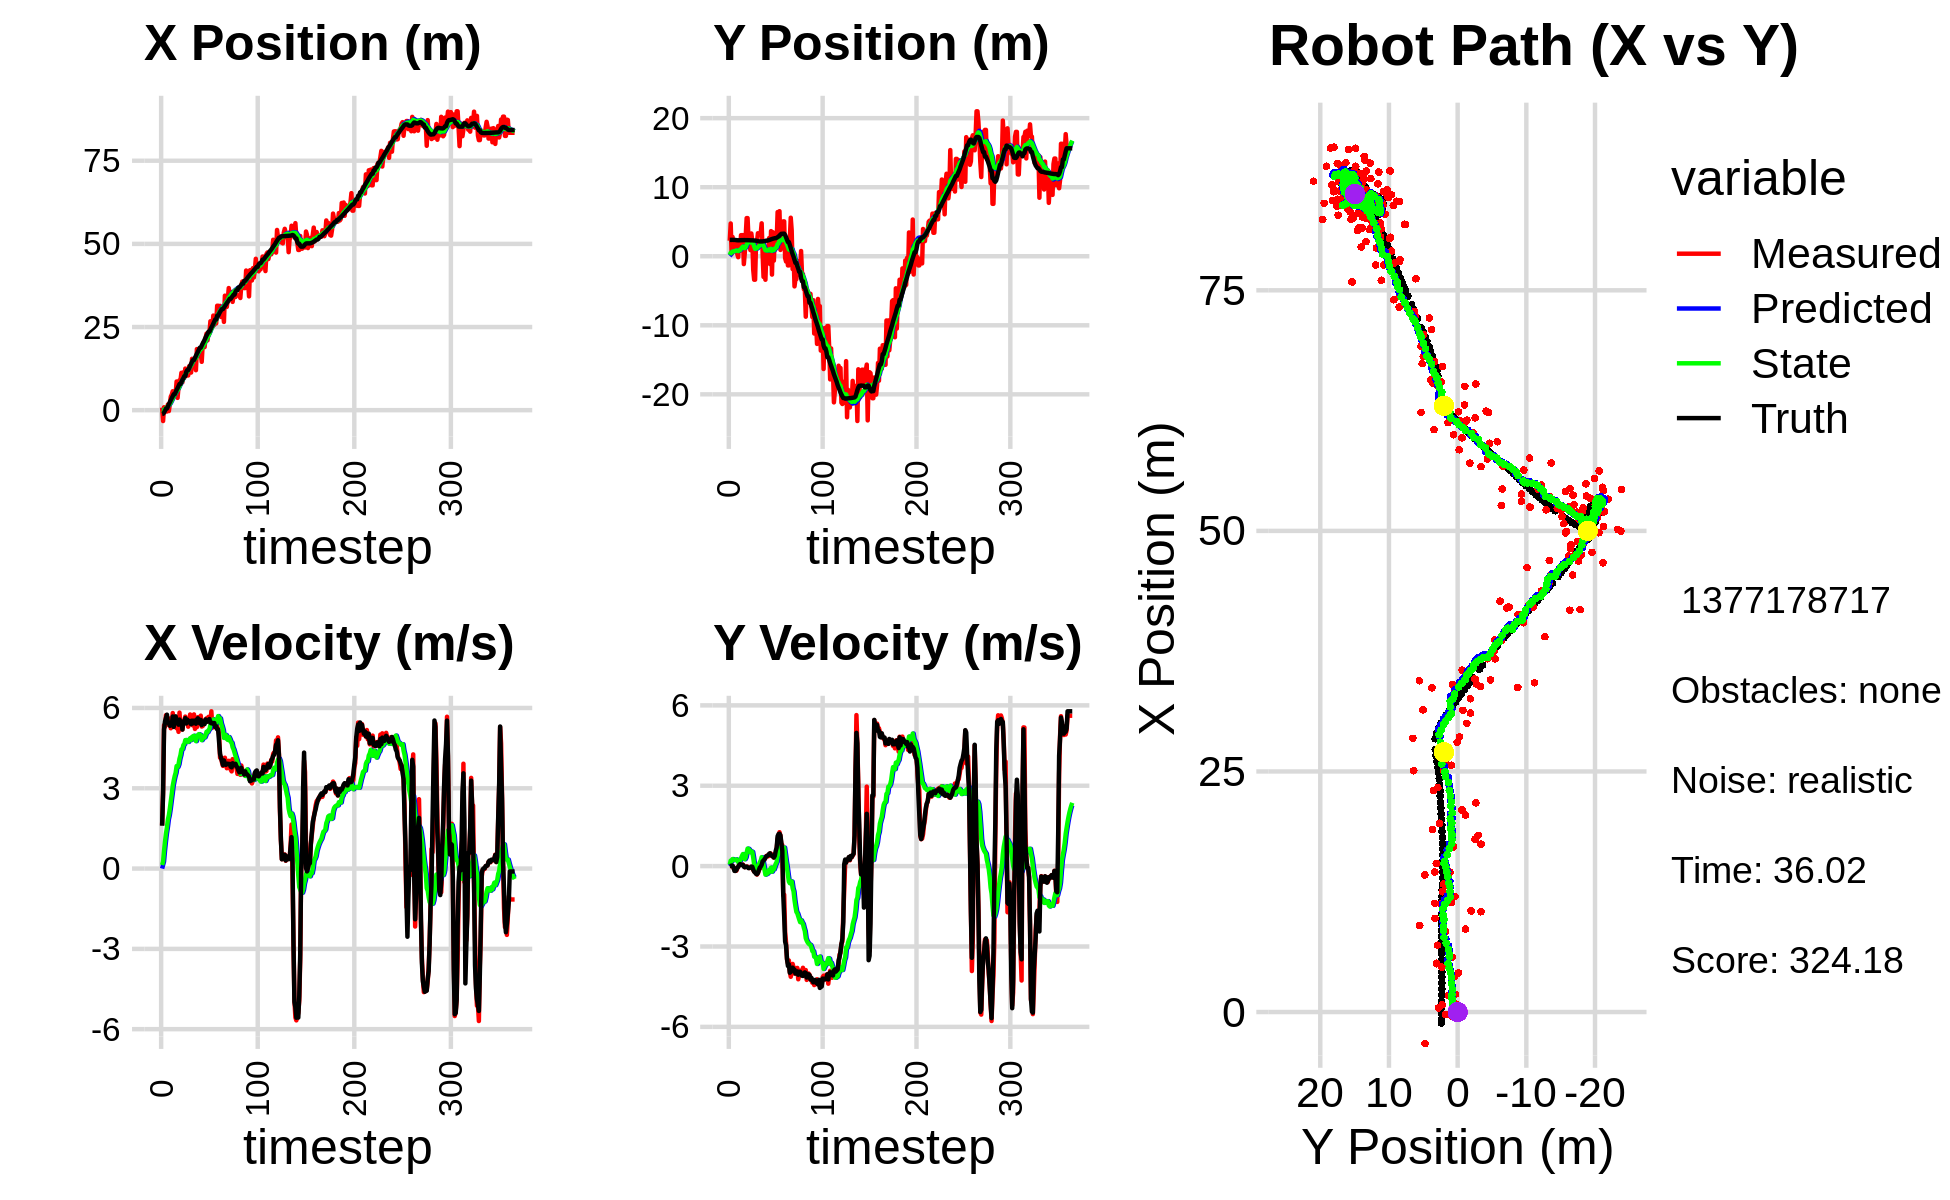 X Position (m)
75
50
25
0
0
100
200
300
timestep
Y Position (m)
20
10
0
-10
-20
0
100
200
300
timestep
X Velocity (m/s)
6
3
0
-3
-6
0
100
200
300
timestep
Y Velocity (m/s)
6
3
0
-3
-6
0
100
200
300
timestep
Robot Path (X vs Y)
X Position (m)
75
50
25
0
20 10 0 -10 -20
Y Position (m)
variable
Measured
Predicted
State
Truth
1377178717
Obstacles: none
Noise: realistic
Time: 36.02
Score: 324.18